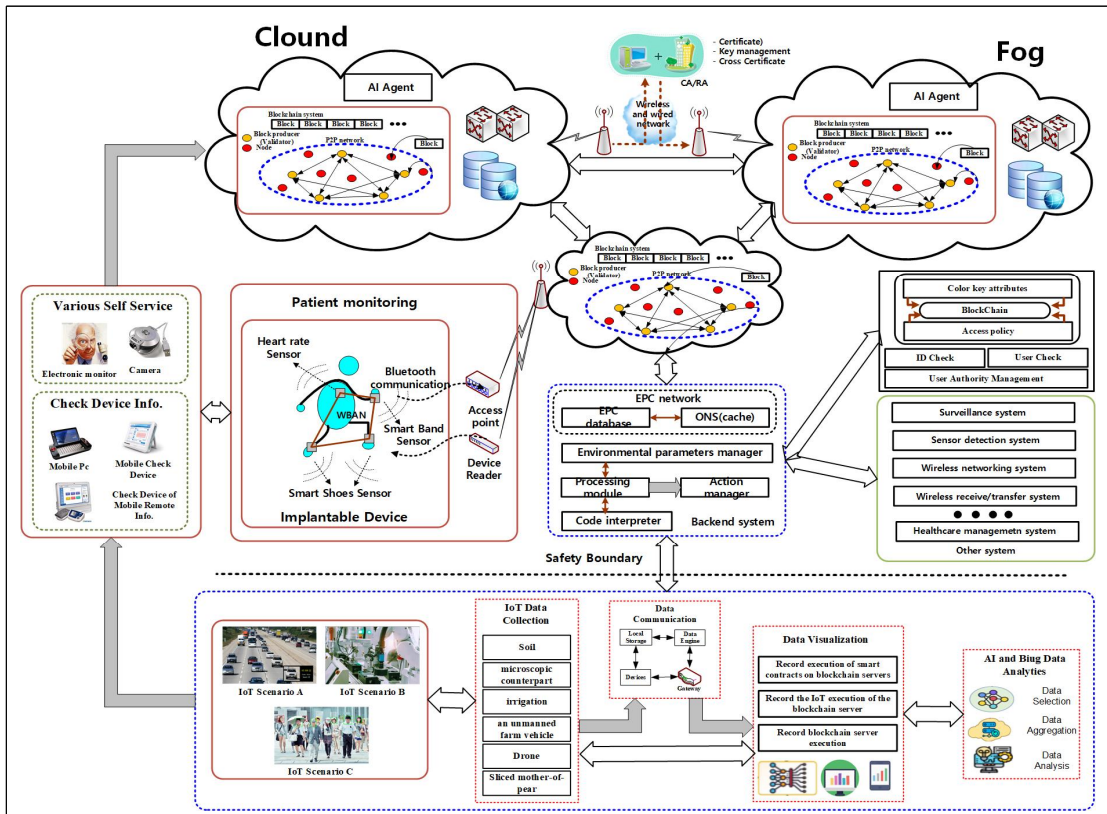 Clound
Fog
- Certificate)
- Key management
- Cross Certificate
CA/RA
Wireless
and wired
network
AI Agent
Blockchain system
Block Block Block Block
Block producer
(Validator)
Node
P2P network
Block
AI Agent
Blockchain system
Block Block Block Block
Block producer
(Validator)
Node
P2P network
Block
Blockchain system
Block Block Block Block
Block producer
(Validator)
Node
P2P network
Block
Various Self Service
Electronic monitor
Camera
Check Device Info.
Mobile Pc
Mobile Check
Device
Check Device of
Mobile Remote
Info.
Patient monitoring
Heart rate
Sensor
Bluetooth
communication
WBAN
Smart Band
Sensor
Smart Shoes Sensor
Implantable Device
Access
point
Device
Reader
EPC network
EPC
database
ONS(cache)
Environmental parameters manager
Processing
module
Action
manager
Code interpreter
Backend system
Color key attributes
BlockChain
Access policy
ID Check
User Check
User Authority Management
Surveillance system
Sensor detection system
Wireless networking system
Wireless receive/transfer system
Healthcare managemetn system
Other system
Safety Boundary
IoT Scenario A
IoT Scenario B
IoT Scenario C
IoT Data
Collection
Soil
microscopic
counterpart
irrigation
an unmanned
farm vehicle
Drone
Sliced mother-of-
pear
Data
Communication
Local
Storage
Data
Engine
Devices
Gateway
Data Visualization
Record execution of smart
contracts on blockchain servers
Record the IoT execution of the
blockchain server
Record blockchain server
execution
AI and Biug Data
Analytics
Data
Selection
Data
Aggregation
Data
Analysis